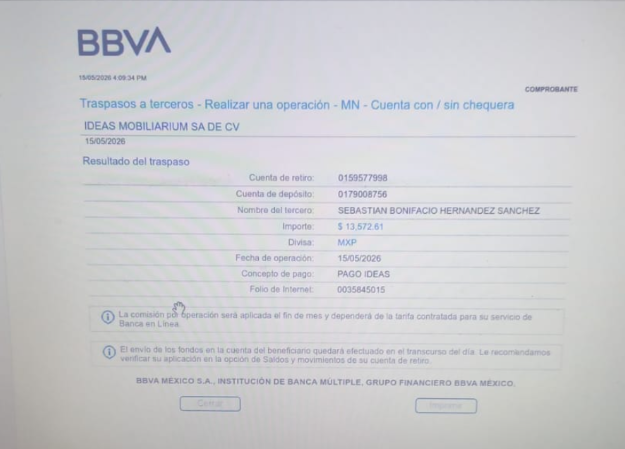 BBVA
15/05/2026 4:09:34 PM
COMPROBANTE
Traspasos a terceros - Realizar una operación - MN - Cuenta con / sin chequera
IDEAS MOBILIARIUM SA DE CV
15/05/2026
Resultado del traspaso
Cuenta de retiro: 0159577998
Cuenta de depósito: 0179008756
Nombre del tercero: SEBASTIAN BONIFACIO HERNANDEZ SANCHEZ
Importe: $ 13,572.61
Divisa: MXP
Fecha de operación: 15/05/2026
Concepto de pago: PAGO IDEAS
Folio de Internet: 0035845015
La comisión por operación será aplicada el fin de mes y dependerá de la tarifa contratada para su servicio de
Banca en Línea.
El envío de los fondos en la cuenta del beneficiario quedará efectuado en el transcurso del día. Le recomendamos
verificar su aplicación en la opción de Saldos y movimientos de su cuenta de retiro.
BBVA MÉXICO S.A., INSTITUCIÓN DE BANCA MÚLTIPLE, GRUPO FINANCIERO BBVA MÉXICO.
Cerrar
Imprimir